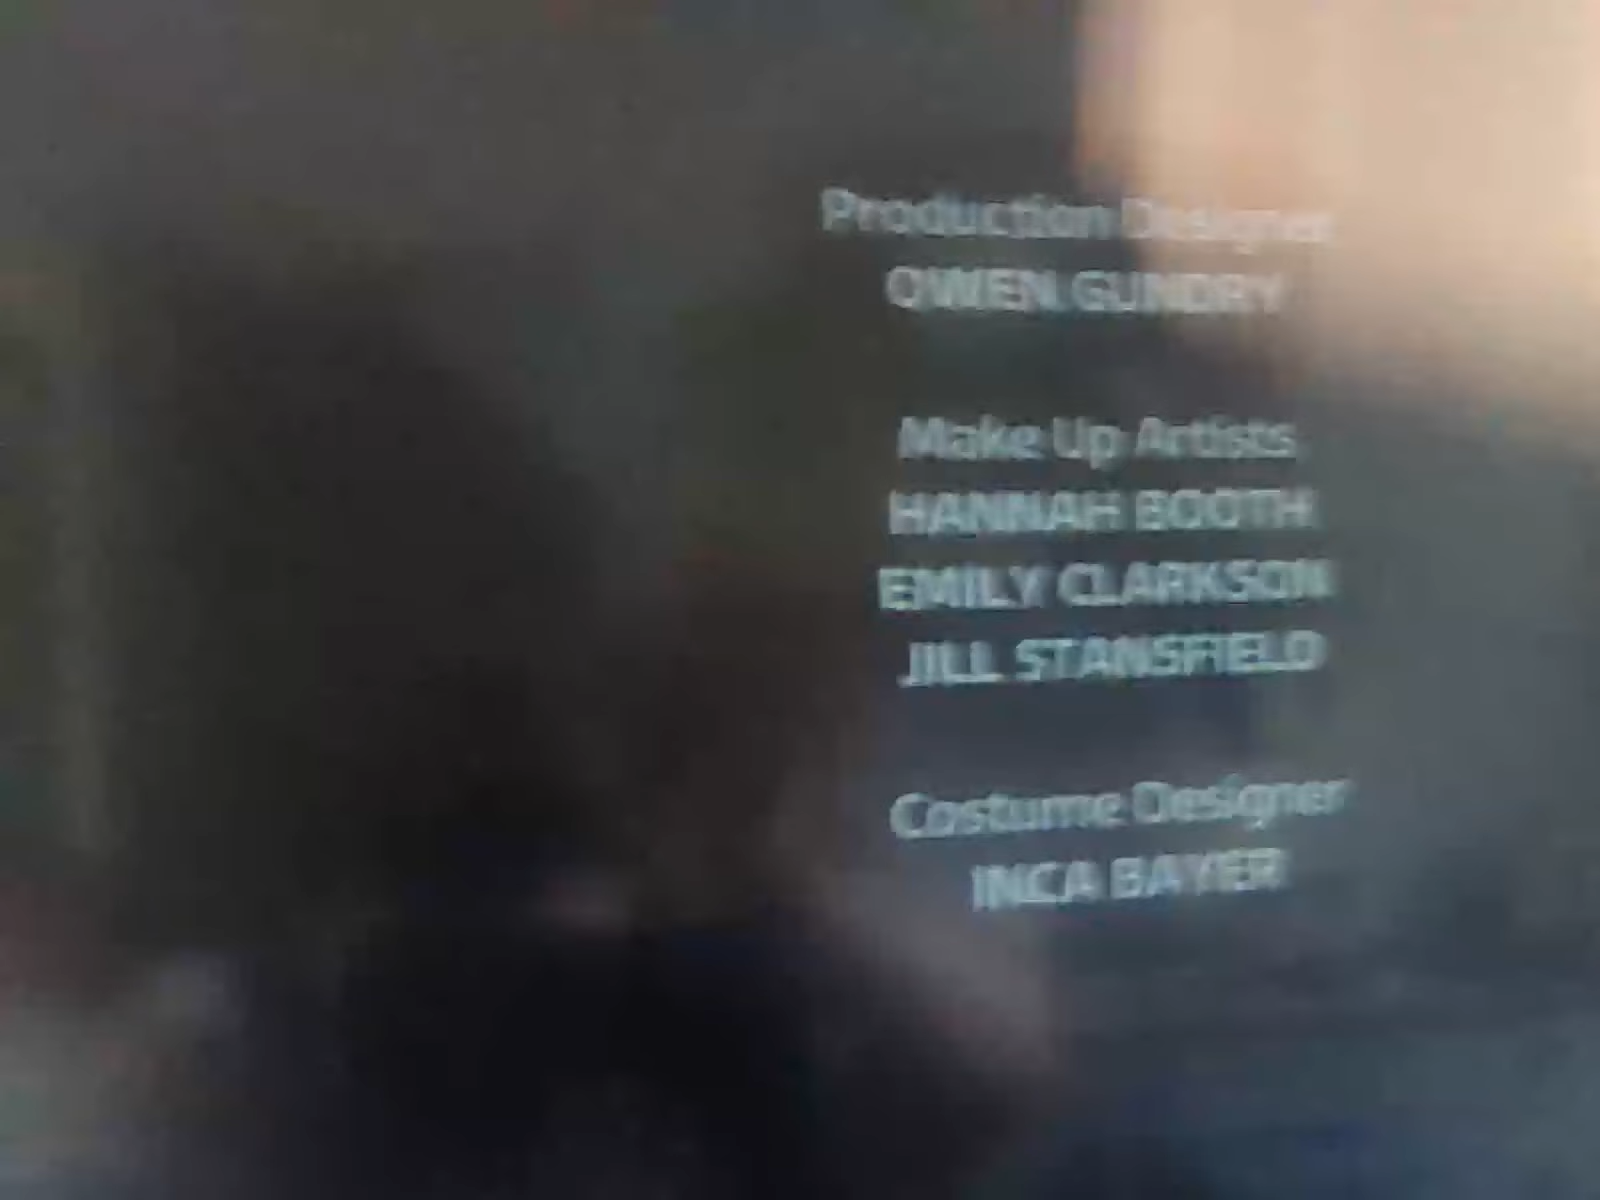 Production Designer
OWEN GUNDRY
Make Up Artists
HANNAH BOOTH
EMILY CLARKSON
JILL STANSFIELD
Costume Designer
INCA BAYER